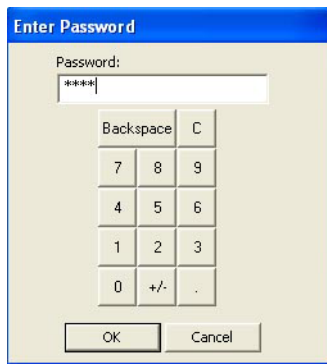 Enter Password
Password:
****
Backspace C
7 8 9
4 5 6
1 2 3
0 +/- .
OK Cancel